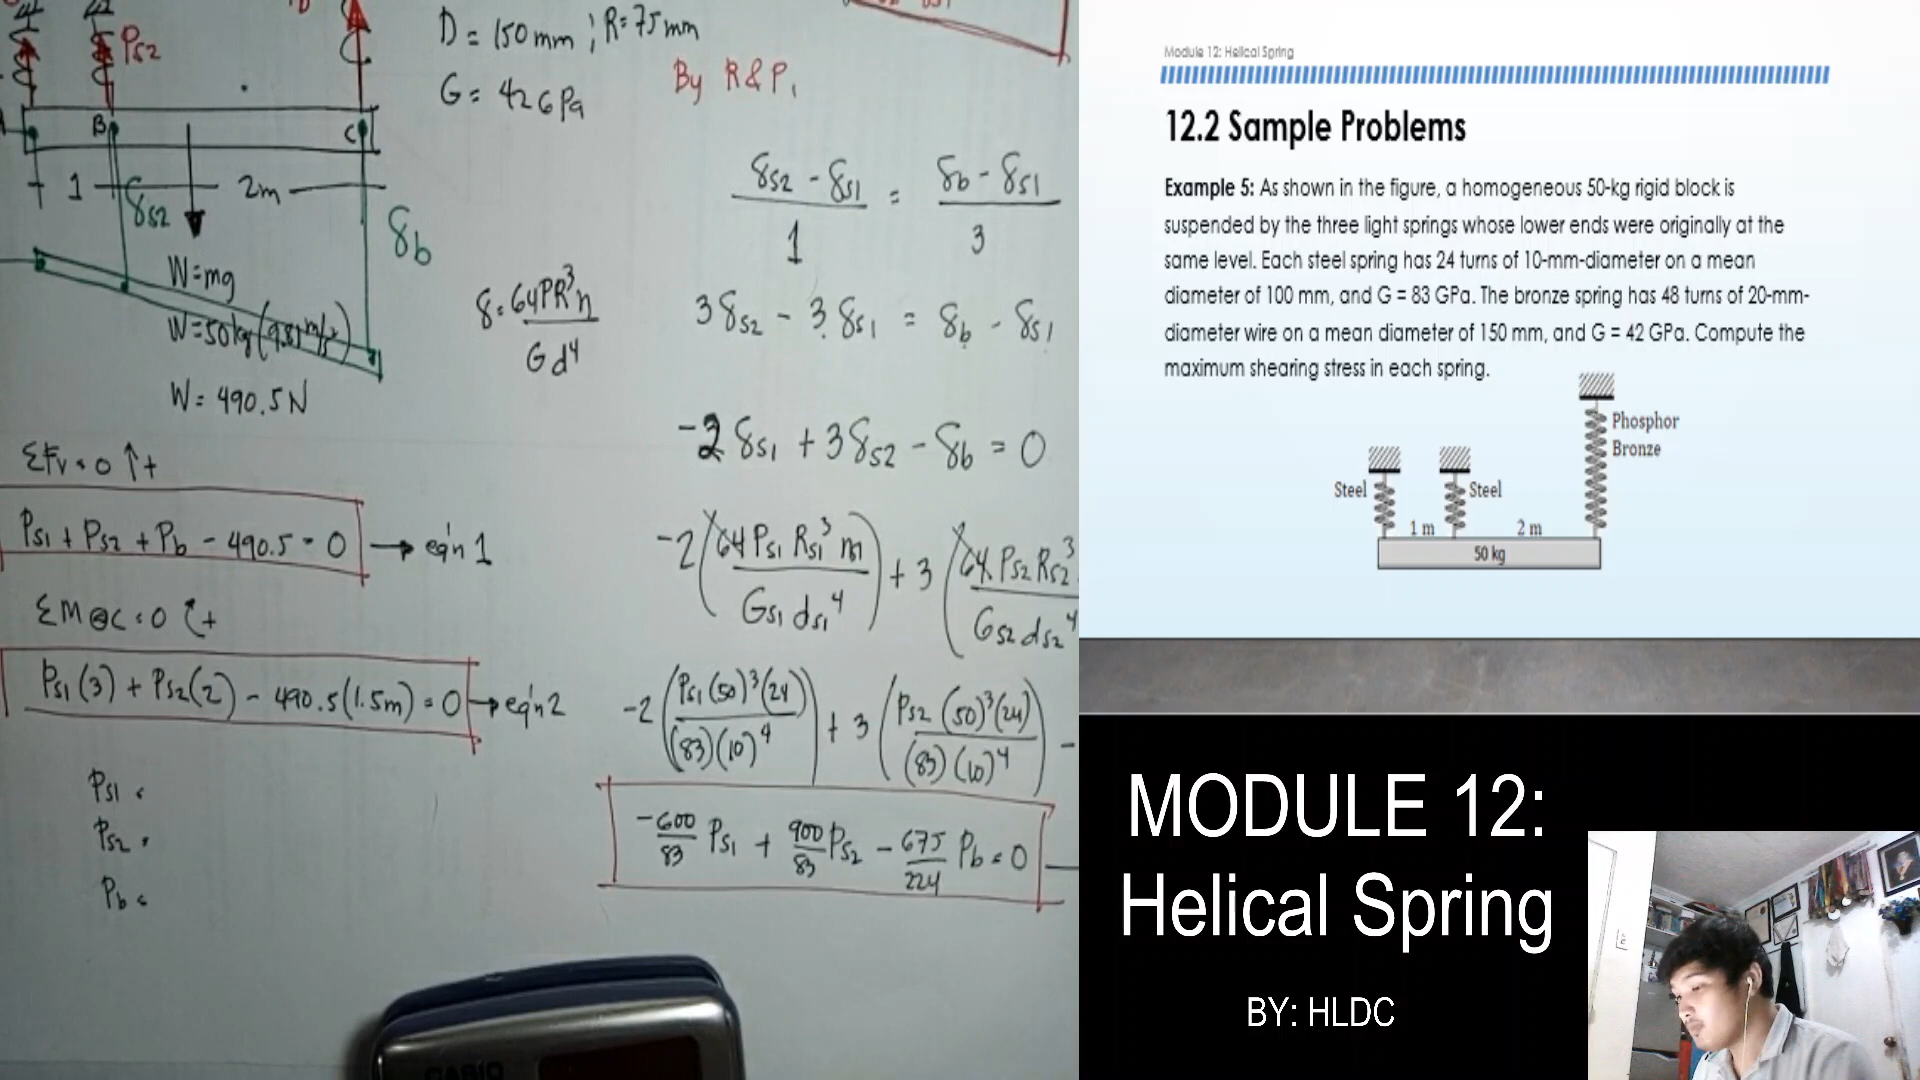 D = 150mm ; R=75mm
G = 42GPa
By R&P,
PS2
B
C
1
2m
δS2
δb
W=mg
W=50kg(9.81m/s²)
W= 490.5N
δ=64PR³n
Gd⁴
δS2 - δS1 = δb - δS1
1 3
3δS2 - 3δS1 = δb - δS1
-2δS1 + 3δS2 - δb = 0
ΣFv=0 ↑+
PS1 + PS2 + Pb - 490.5 = 0 → eq'n 1
ΣM@C=0 +
PS1(3) + PS2(2) - 490.5(1.5m) = 0 → eq'n 2
PS1 =
PS2 =
Pb =
-2(64PS1 RS1³ n) + 3(64PS2 RS2³
GS1 dS1⁴ GS2 dS2⁴
-2(PS1(50)³(24)) + 3(PS2(50)³(24)) -
(83)(10)⁴ (83)(10)⁴
-600/83 PS1 + 900/83 PS2 - 675/224 Pb = 0
CASIO
Module 12: Helical Spring
12.2 Sample Problems
Example 5: As shown in the figure, a homogeneous 50-kg rigid block is
suspended by the three light springs whose lower ends were originally at the
same level. Each steel spring has 24 turns of 10-mm-diameter on a mean
diameter of 100 mm, and G = 83 GPa. The bronze spring has 48 turns of 20-mm-
diameter wire on a mean diameter of 150 mm, and G = 42 GPa. Compute the
maximum shearing stress in each spring.
Phosphor
Bronze
Steel
Steel
1 m
2 m
50 kg
MODULE 12:
Helical Spring
BY: HLDC